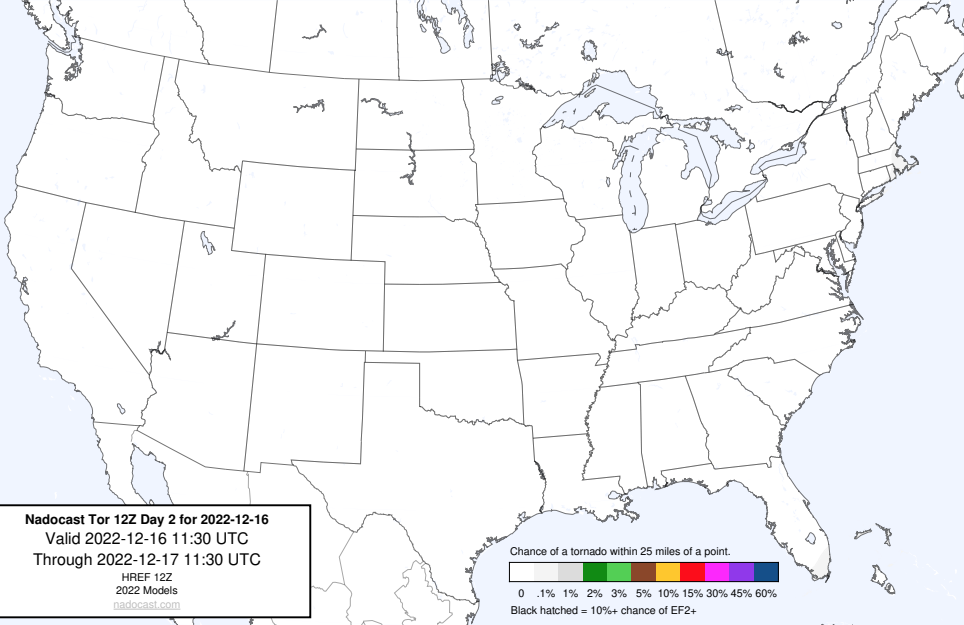 Nadocast Tor 12Z Day 2 for 2022-12-16
Valid 2022-12-16 11:30 UTC
Through 2022-12-17 11:30 UTC
HREF 12Z
2022 Models
nadocast.com
Chance of a tornado within 25 miles of a point.
0 .1% 1% 2% 3% 5% 10% 15% 30% 45% 60%
Black hatched = 10%+ chance of EF2+